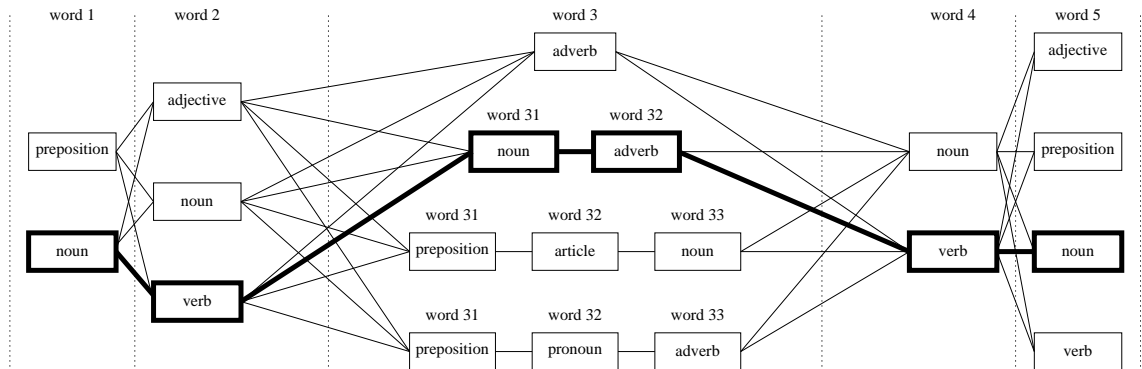 word 1 word 2 word 3 word 4 word 5
adverb adjective
adjective
word 31 word 32
preposition noun adverb noun preposition
noun
word 31 word 32 word 33
noun preposition article noun verb noun
verb
word 31 word 32 word 33
preposition pronoun adverb verb